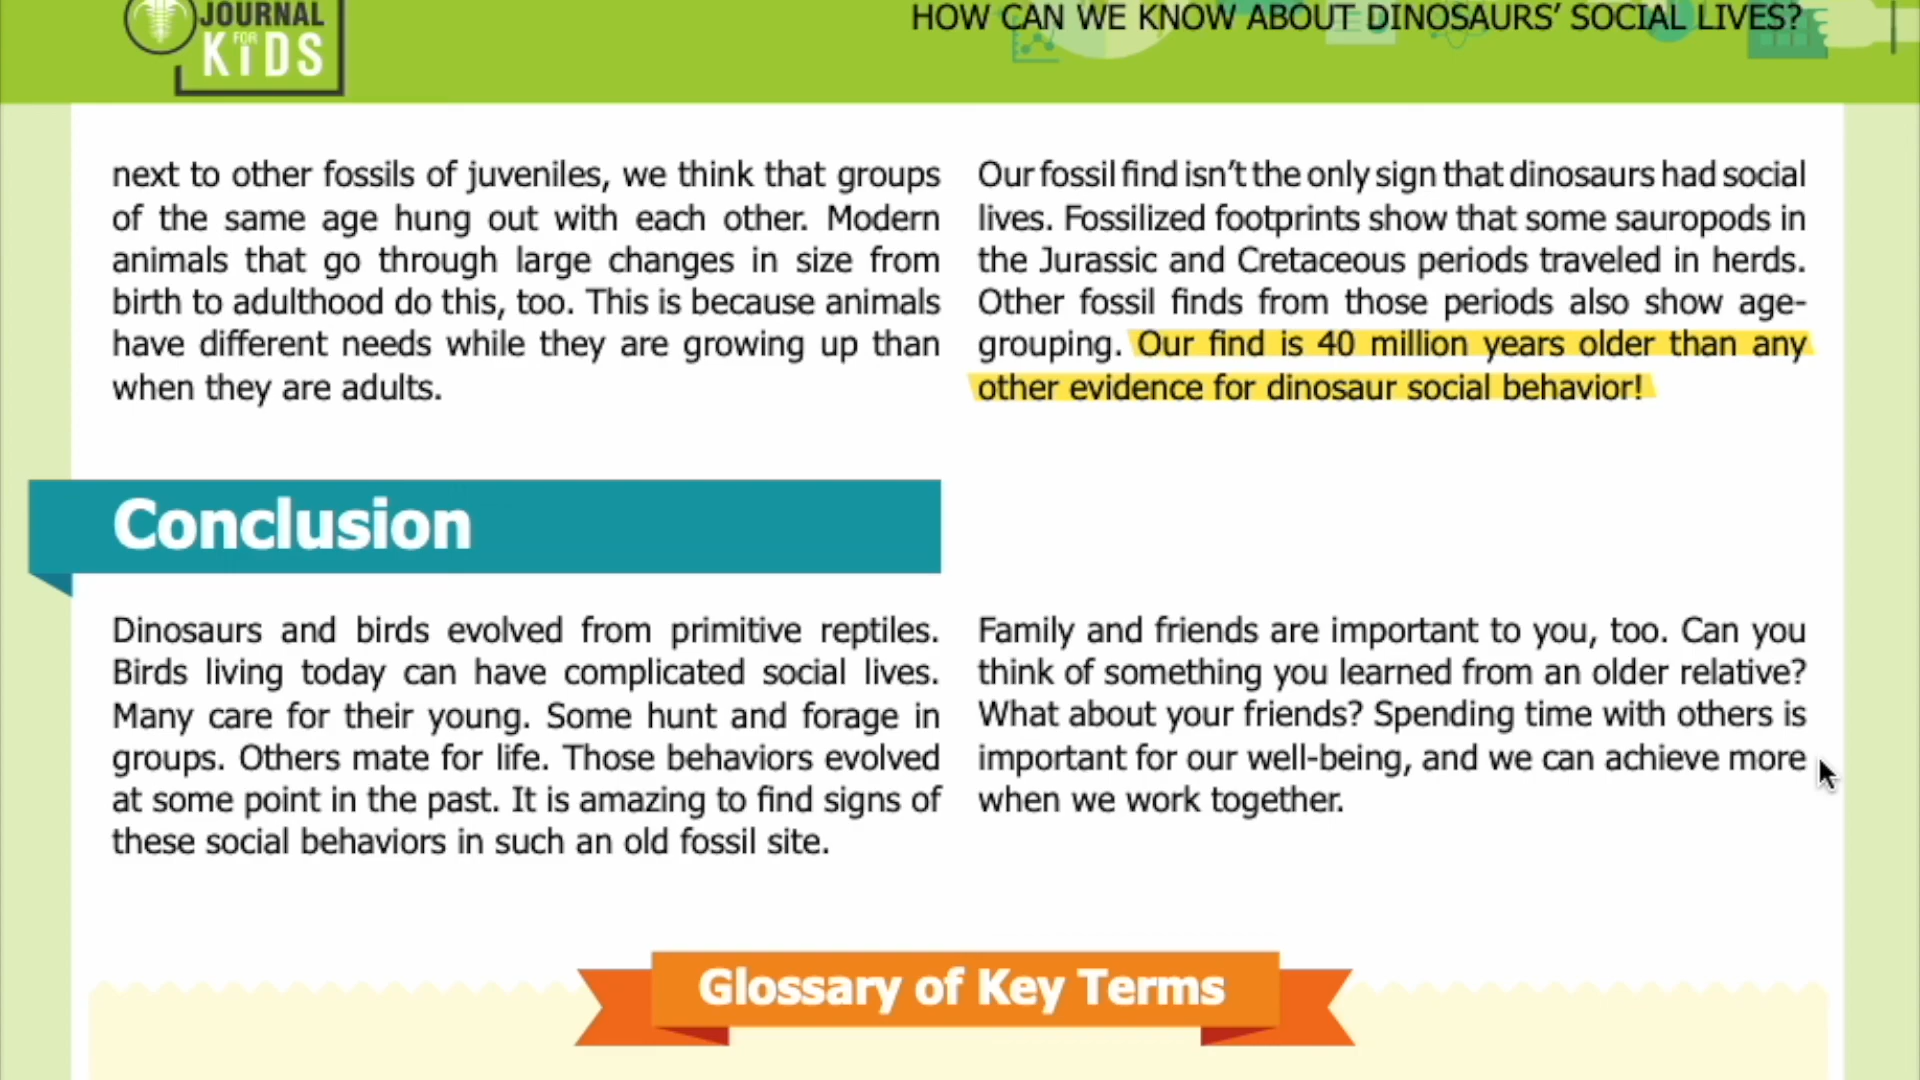 JOURNAL
FOR
KIDS
HOW CAN WE KNOW ABOUT DINOSAURS' SOCIAL LIVES?
next to other fossils of juveniles, we think that groups
of the same age hung out with each other. Modern
animals that go through large changes in size from
birth to adulthood do this, too. This is because animals
have different needs while they are growing up than
when they are adults.
Our fossil find isn't the only sign that dinosaurs had social
lives. Fossilized footprints show that some sauropods in
the Jurassic and Cretaceous periods traveled in herds.
Other fossil finds from those periods also show age-
grouping. Our find is 40 million years older than any
other evidence for dinosaur social behavior!
Conclusion
Dinosaurs and birds evolved from primitive reptiles.
Birds living today can have complicated social lives.
Many care for their young. Some hunt and forage in
groups. Others mate for life. Those behaviors evolved
at some point in the past. It is amazing to find signs of
these social behaviors in such an old fossil site.
Family and friends are important to you, too. Can you
think of something you learned from an older relative?
What about your friends? Spending time with others is
important for our well-being, and we can achieve more
when we work together.
Glossary of Key Terms